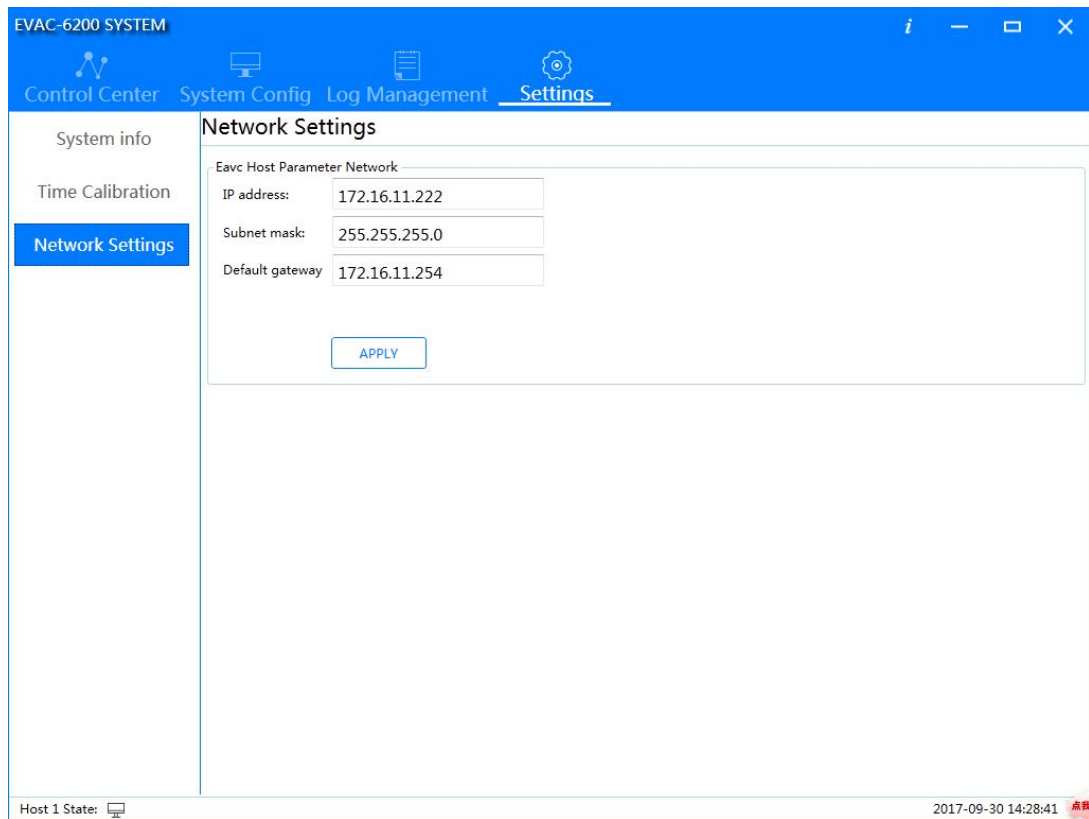 EVAC-6200 SYSTEM
i
Control Center System Config Log Management Settings
System info
Time Calibration
Network Settings
Network Settings
Eavc Host Parameter Network
IP address: 172.16.11.222
Subnet mask: 255.255.255.0
Default gateway 172.16.11.254
APPLY
Host 1 State: 2017-09-30 14:28:41 点我